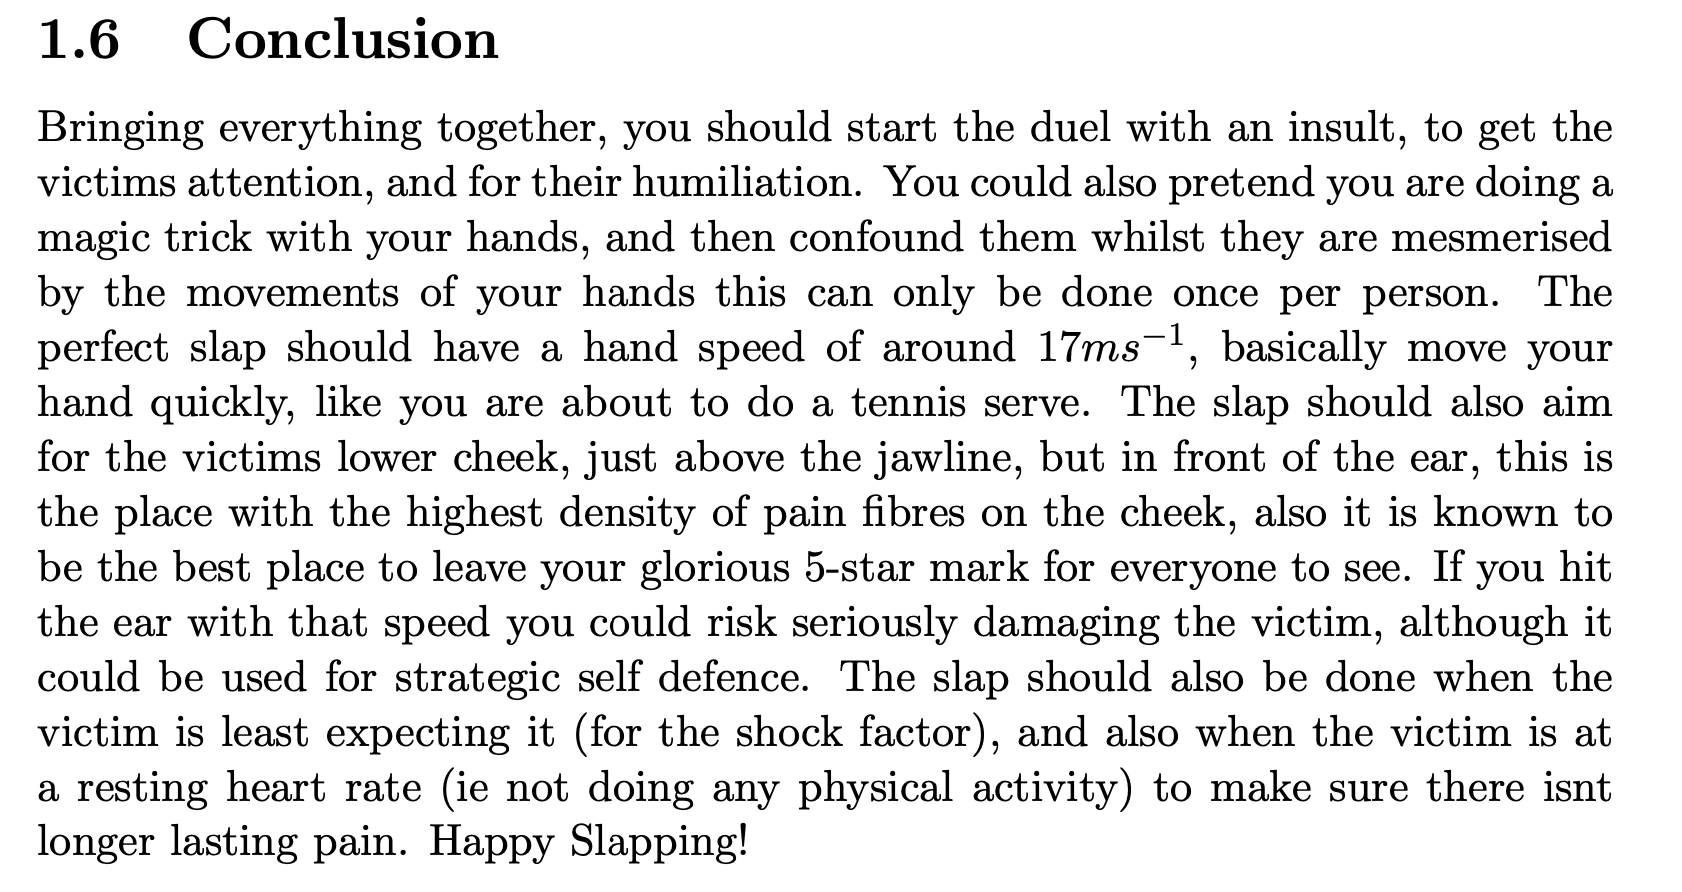 1.6 Conclusion
Bringing everything together, you should start the duel with an insult, to get the
victims attention, and for their humiliation. You could also pretend you are doing a
magic trick with your hands, and then confound them whilst they are mesmerised
by the movements of your hands this can only be done once per person. The
perfect slap should have a hand speed of around 17ms⁻¹, basically move your
hand quickly, like you are about to do a tennis serve. The slap should also aim
for the victims lower cheek, just above the jawline, but in front of the ear, this is
the place with the highest density of pain fibres on the cheek, also it is known to
be the best place to leave your glorious 5-star mark for everyone to see. If you hit
the ear with that speed you could risk seriously damaging the victim, although it
could be used for strategic self defence. The slap should also be done when the
victim is least expecting it (for the shock factor), and also when the victim is at
a resting heart rate (ie not doing any physical activity) to make sure there isnt
longer lasting pain. Happy Slapping!